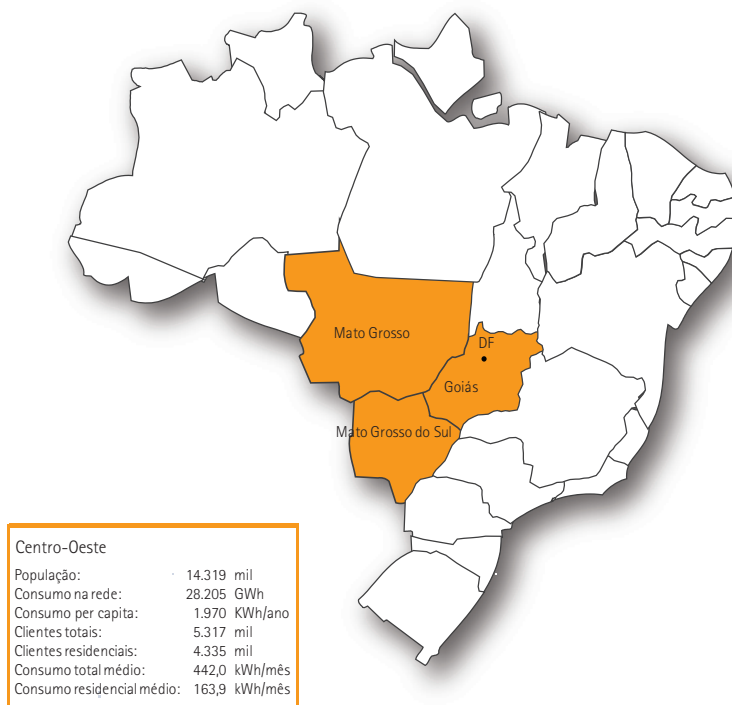 Mato Grosso
DF
Goiás
Mato Grosso do Sul
Centro-Oeste
População: 14.319 mil
Consumo na rede: 28.205 GWh
Consumo per capita: 1.970 KWh/ano
Clientes totais: 5.317 mil
Clientes residenciais: 4.335 mil
Consumo total médio: 442,0 kWh/mês
Consumo residencial médio: 163,9 kWh/mês